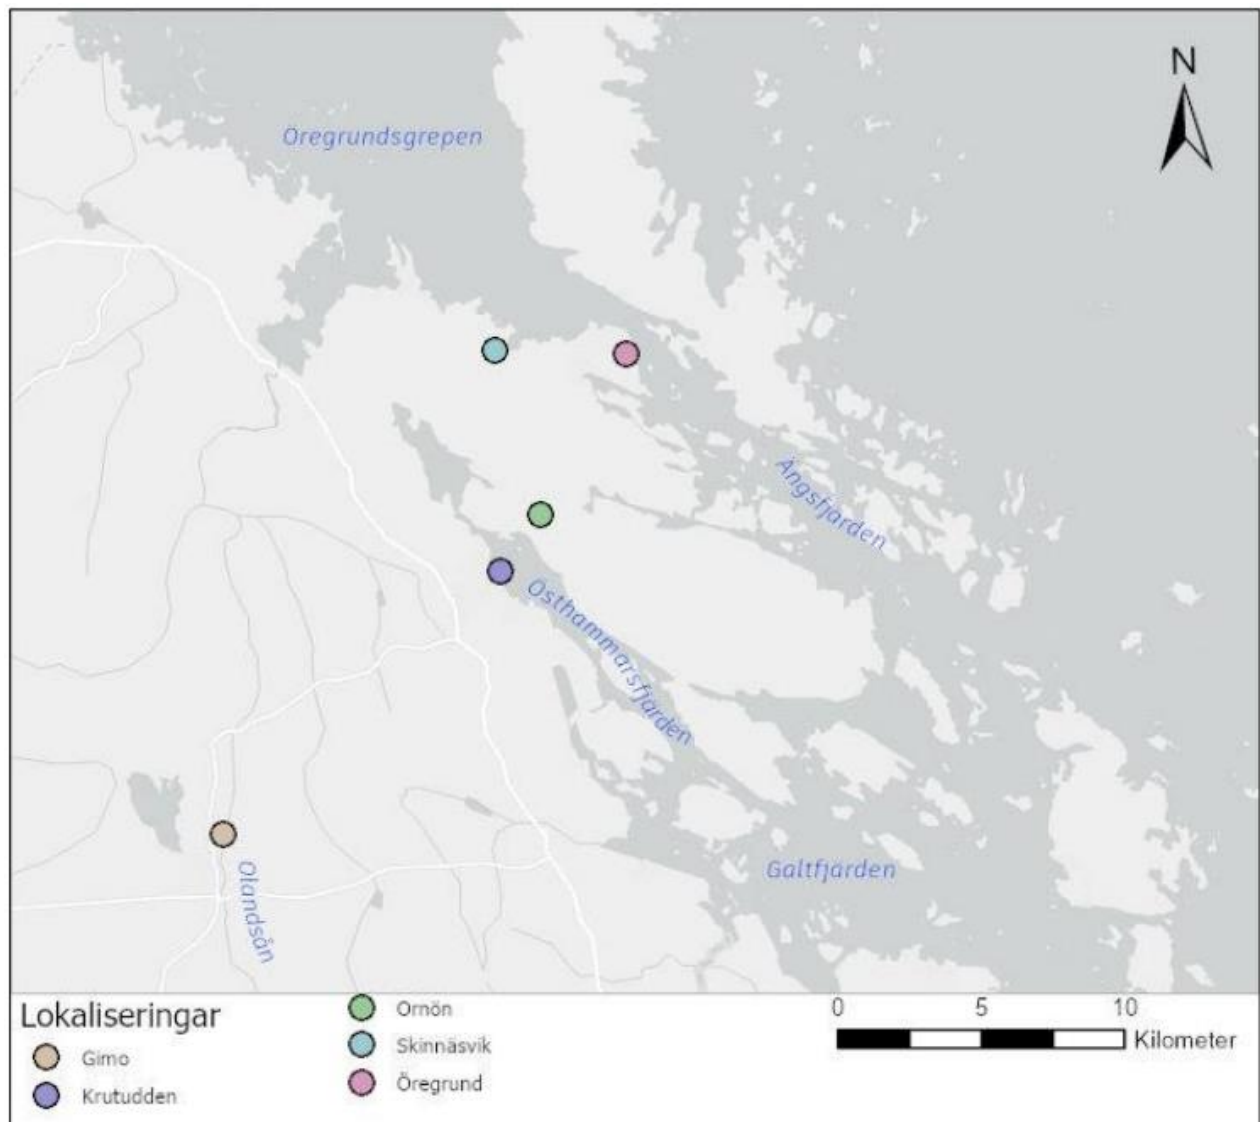 N
Öregrundsgrepen
Ängsfjärden
Östhammarsfjärden
Galtfjärden
Olandsån
Lokaliseringar
Gimo
Krutudden
Ornön
Skinnäsvik
Öregrund
0 5 10
Kilometer